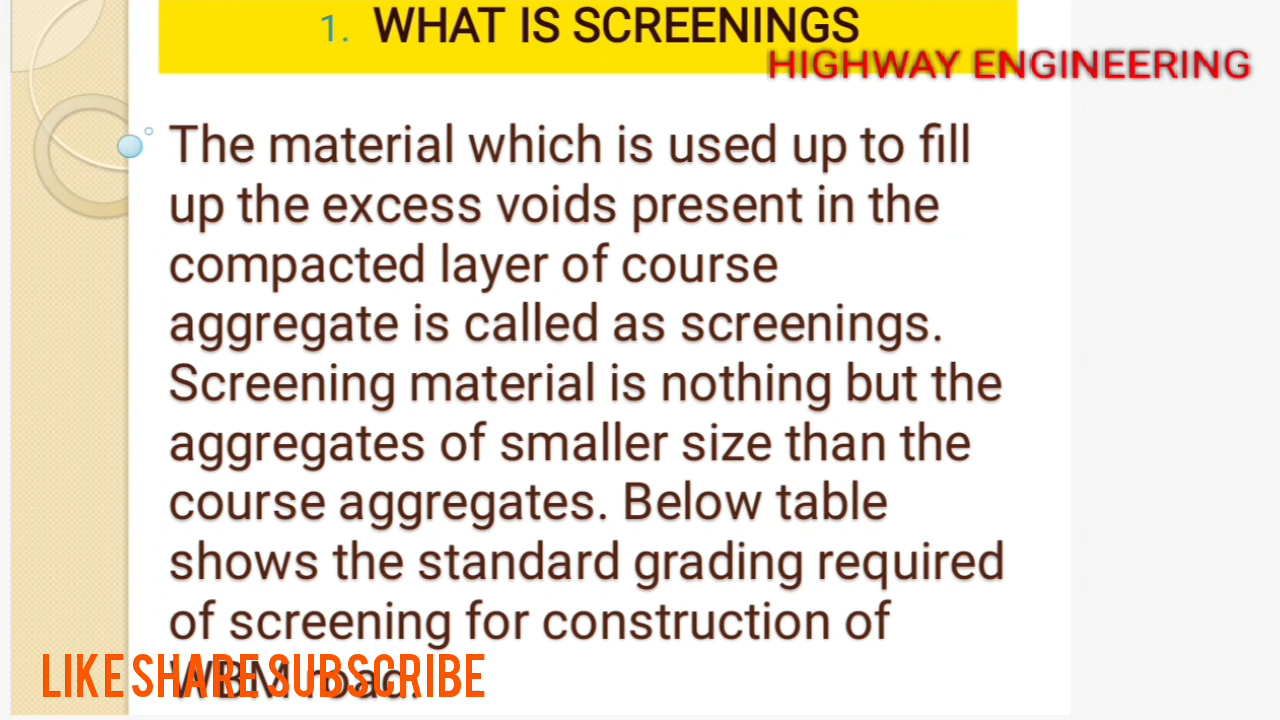 1. WHAT IS SCREENINGS
HIGHWAY ENGINEERING
The material which is used up to fill
up the excess voids present in the
compacted layer of course
aggregate is called as screenings.
Screening material is nothing but the
aggregates of smaller size than the
course aggregates. Below table
shows the standard grading required
of screening for construction of
WBM road.
LIKE SHARE SUBSCRIBE